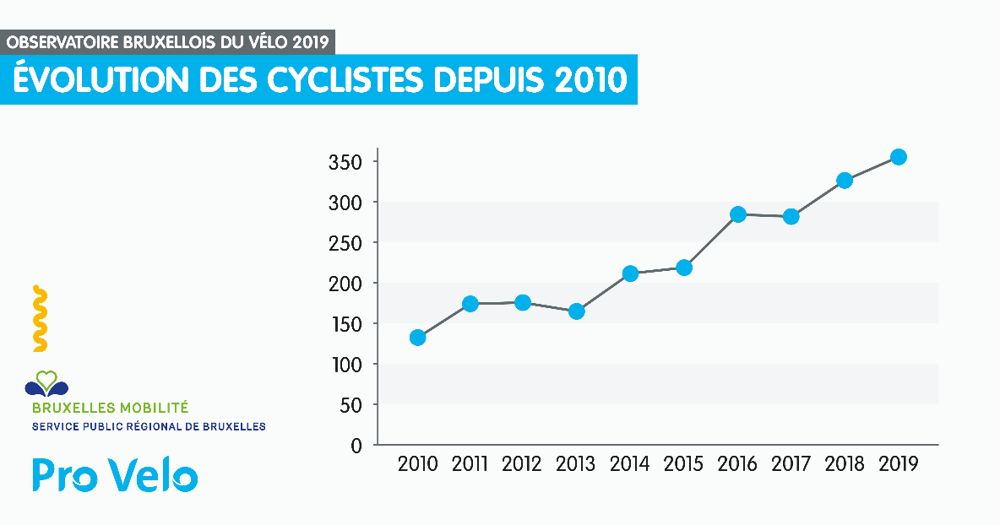 OBSERVATOIRE BRUXELLOIS DU VÉLO 2019
ÉVOLUTION DES CYCLISTES DEPUIS 2010
350
300
250
200
150
100
50
0
2010 2011 2012 2013 2014 2015 2016 2017 2018 2019
BRUXELLES MOBILITÉ
SERVICE PUBLIC RÉGIONAL DE BRUXELLES
Pro Velo